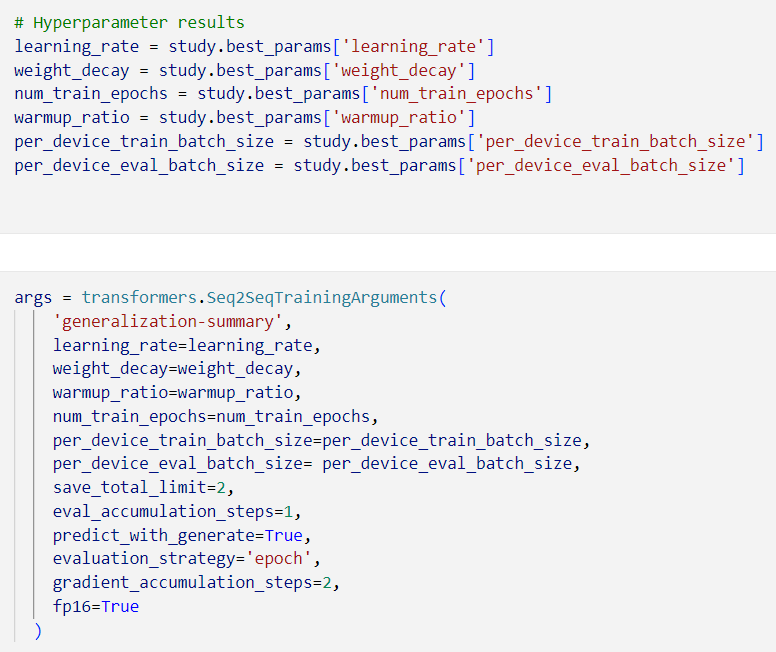 # Hyperparameter results
learning_rate = study.best_params['learning_rate']
weight_decay = study.best_params['weight_decay']
num_train_epochs = study.best_params['num_train_epochs']
warmup_ratio = study.best_params['warmup_ratio']
per_device_train_batch_size = study.best_params['per_device_train_batch_size']
per_device_eval_batch_size = study.best_params['per_device_eval_batch_size']
args = transformers.Seq2SeqTrainingArguments(
    'generalization-summary',
    learning_rate=learning_rate,
    weight_decay=weight_decay,
    warmup_ratio=warmup_ratio,
    num_train_epochs=num_train_epochs,
    per_device_train_batch_size=per_device_train_batch_size,
    per_device_eval_batch_size= per_device_eval_batch_size,
    save_total_limit=2,
    eval_accumulation_steps=1,
    predict_with_generate=True,
    evaluation_strategy='epoch',
    gradient_accumulation_steps=2,
    fp16=True
  )